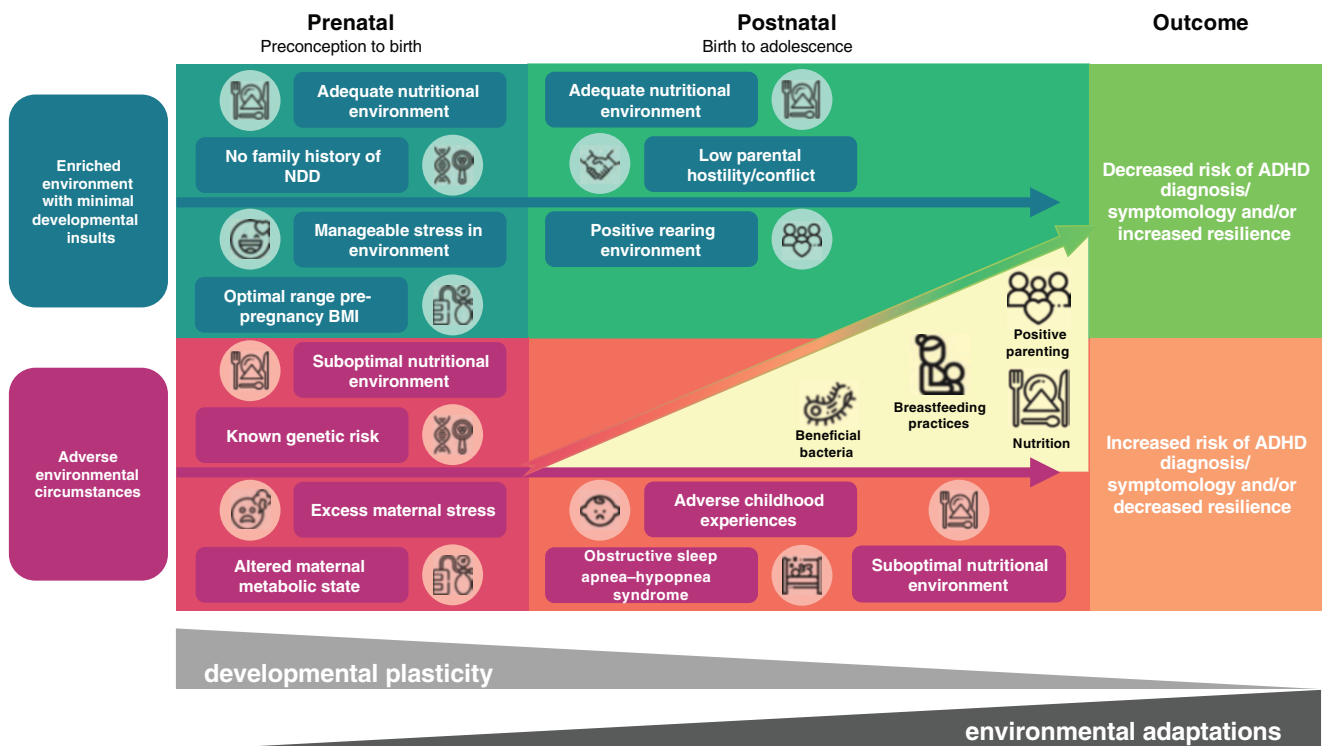 Prenatal
Preconception to birth
Postnatal
Birth to adolescence
Outcome
Enriched
environment
with minimal
developmental
insults
Adequate nutritional
environment
No family history of
NDD
Manageable stress in
environment
Optimal range pre-
pregnancy BMI
Adequate nutritional
environment
Low parental
hostility/conflict
Positive rearing
environment
Decreased risk of ADHD
diagnosis/
symptomology and/or
increased resilience
Adverse
environmental
circumstances
Suboptimal nutritional
environment
Known genetic risk
Excess maternal stress
Altered maternal
metabolic state
Beneficial
bacteria
Breastfeeding
practices
Positive
parenting
Nutrition
Adverse childhood
experiences
Obstructive sleep
apnea–hypopnea
syndrome
Suboptimal nutritional
environment
Increased risk of ADHD
diagnosis/
symptomology and/or
decreased resilience
developmental plasticity
environmental adaptations